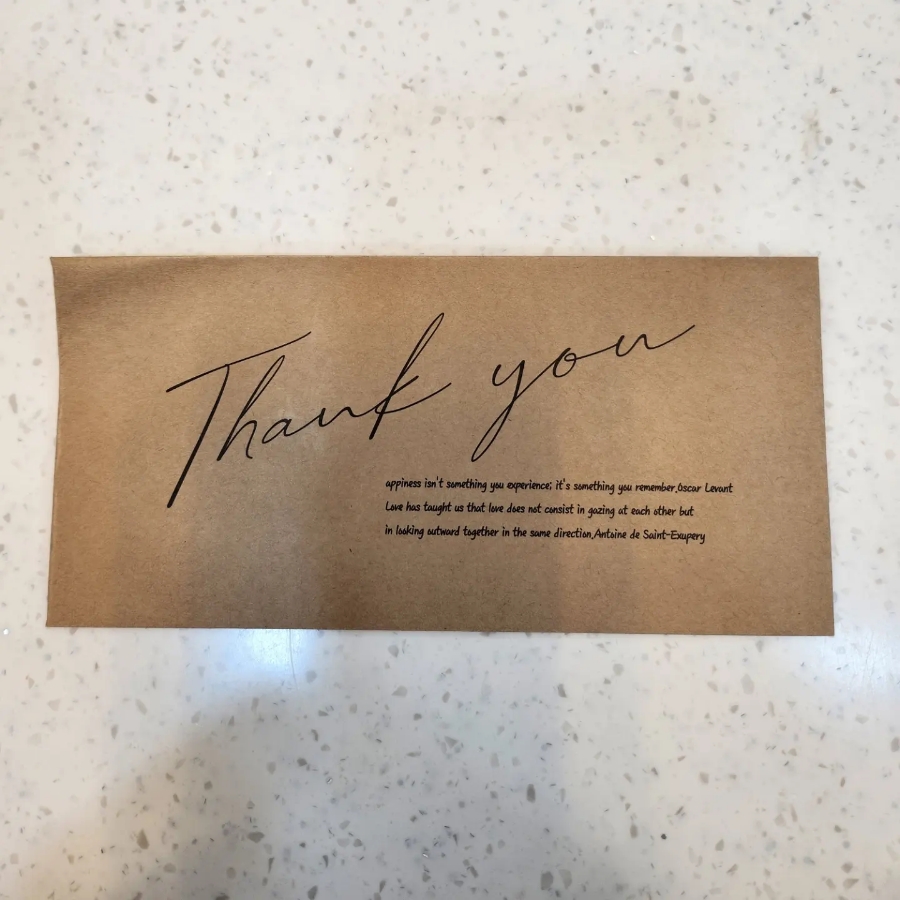 Thank you
appiness isn't something you experience; it's something you remember.Oscar Levant
Love has taught us that love does not consist in gazing at each other but
in looking outward together in the same direction.Antoine de Saint-Exupery